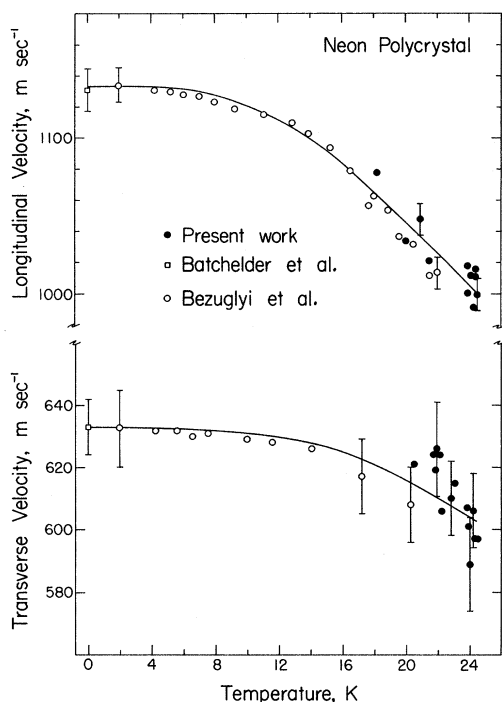 Neon Polycrystal
Longitudinal Velocity, m sec⁻¹
1100
1000
● Present work
□ Batchelder et al.
○ Bezuglyi et al.
Transverse Velocity, m sec⁻¹
640
620
600
580
0 4 8 12 16 20 24
Temperature, K